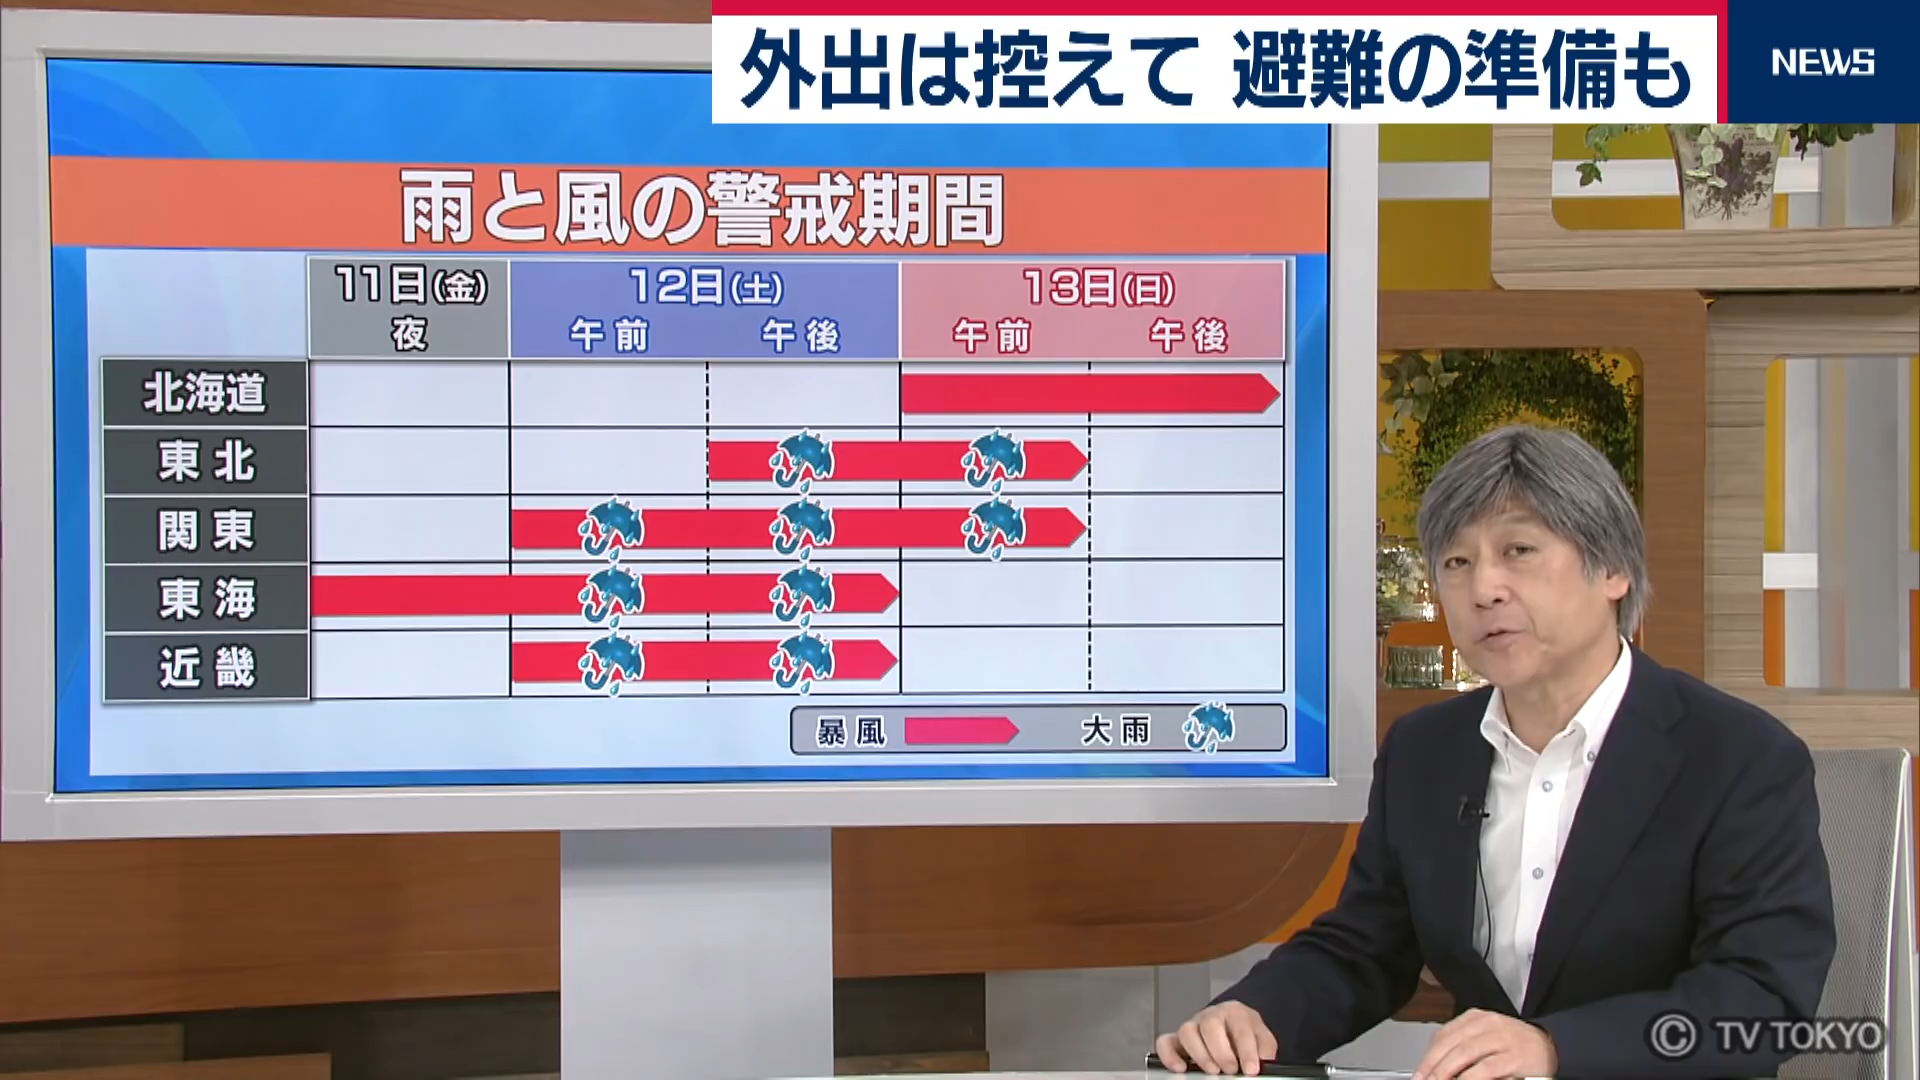 外出は控えて 避難の準備も
NEWS
雨と風の警戒期間
11日(金) 12日(土) 13日(日)
夜 午前 午後 午前 午後
北海道
東北
関東
東海
近畿
暴風 大雨
© TV TOKYO